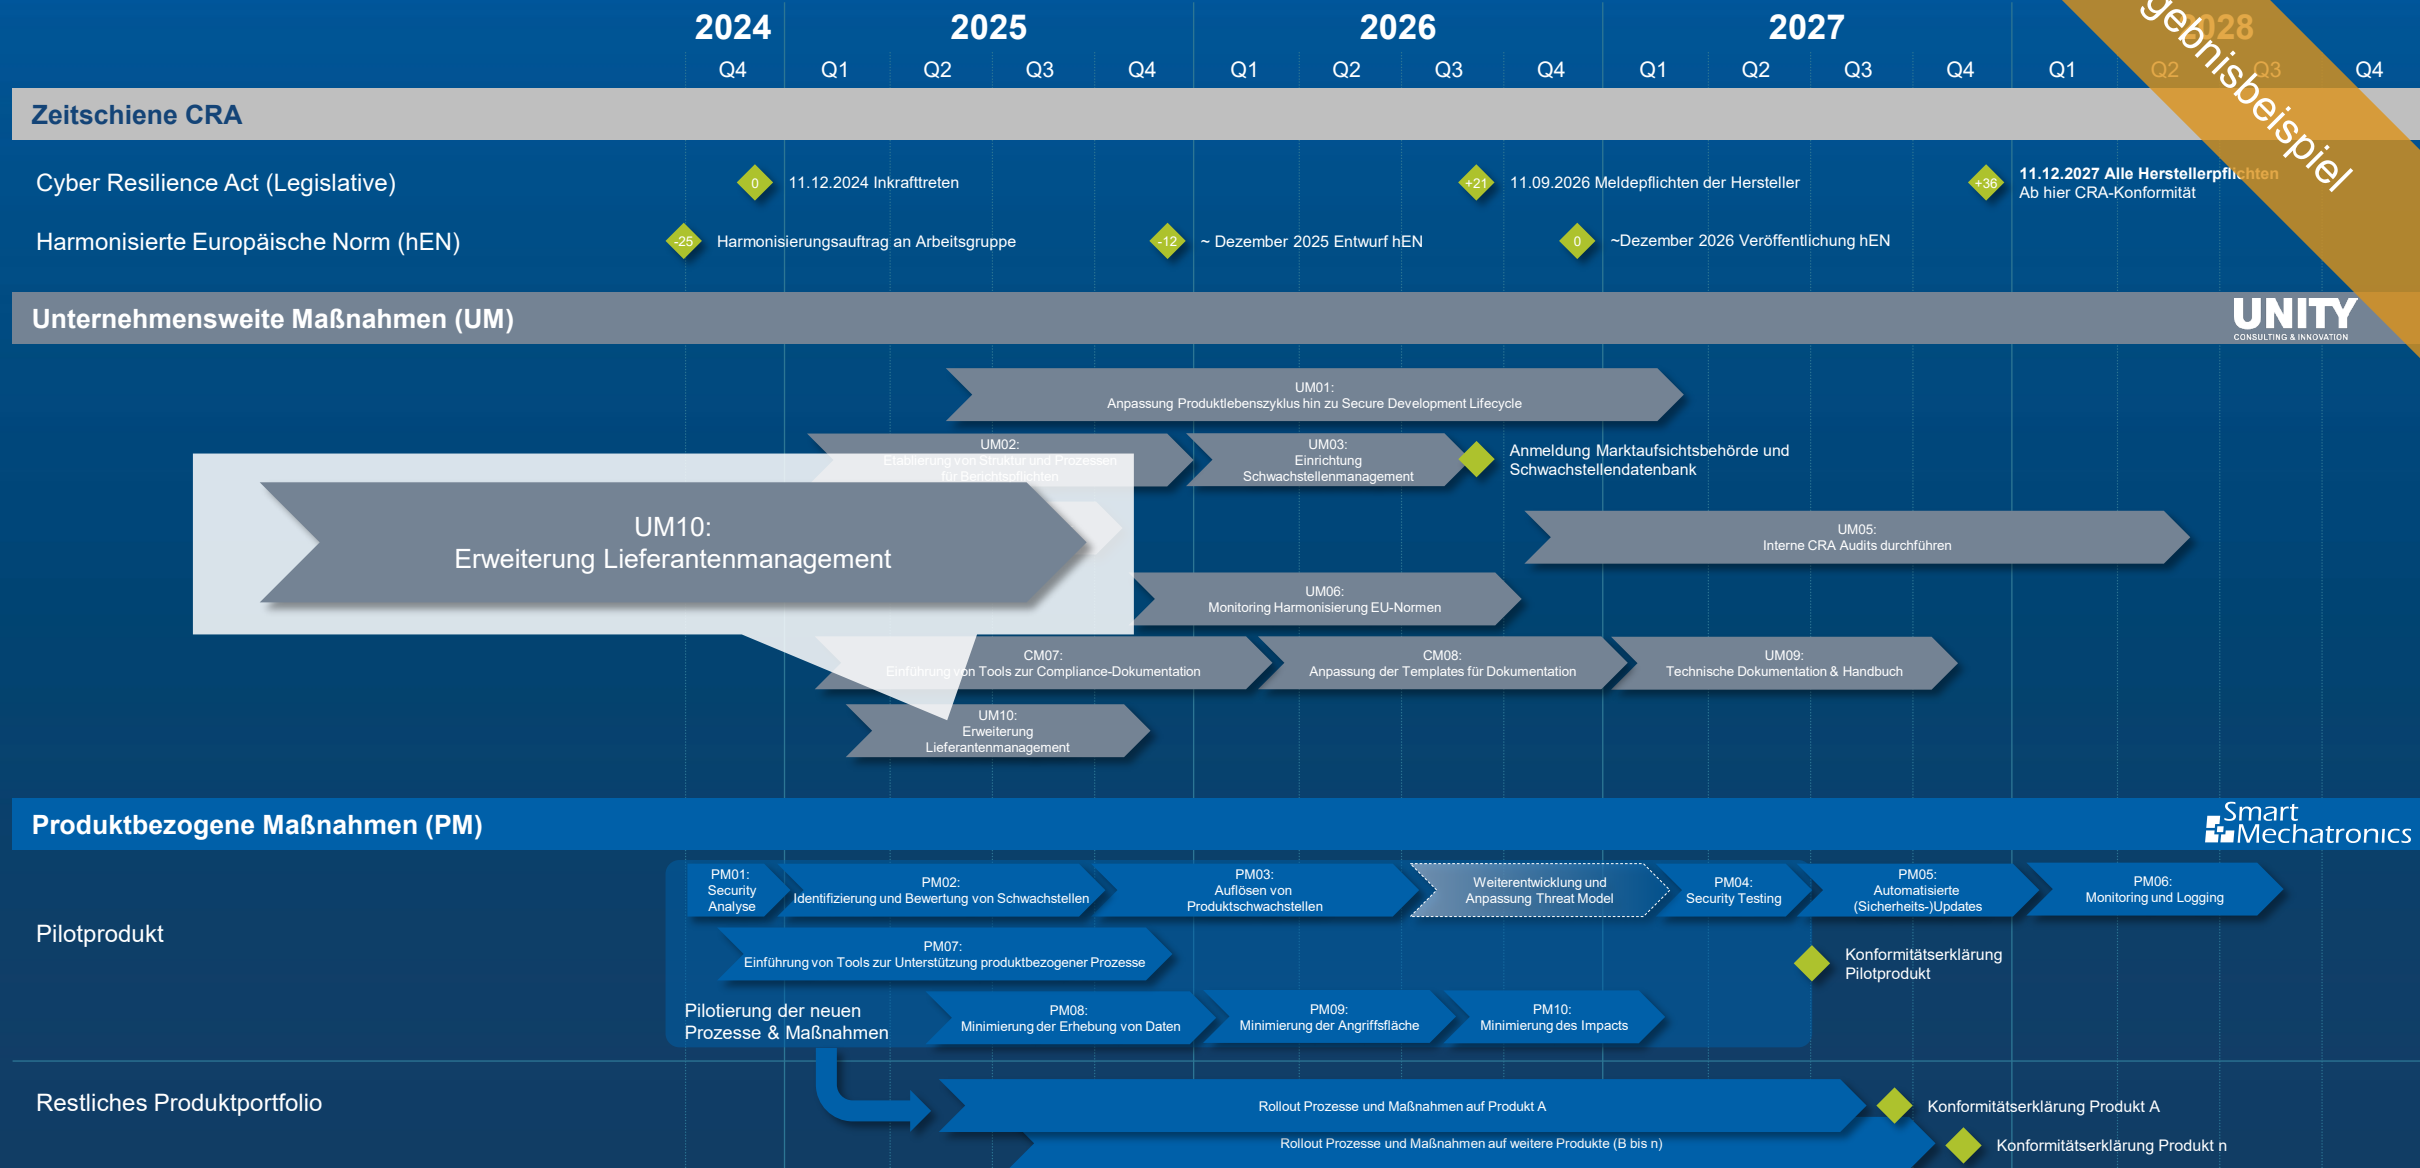 2024
2025
2026
2027
2028
Q4
Q1
Q2
Q3
Q4
Q1
Q2
Q3
Q4
Q1
Q2
Q3
Q4
Q1
Q2
Q3
Q4
gebnisbeispiel
Zeitschiene CRA
Cyber Resilience Act (Legislative)
0
11.12.2024 Inkrafttreten
+21
11.09.2026 Meldepflichten der Hersteller
+36
11.12.2027 Alle Herstellerpflichten
Ab hier CRA-Konformität
Harmonisierte Europäische Norm (hEN)
-25
Harmonisierungsauftrag an Arbeitsgruppe
-12
~ Dezember 2025 Entwurf hEN
0
~Dezember 2026 Veröffentlichung hEN
Unternehmensweite Maßnahmen (UM)
UNITY
CONSULTING & INNOVATION
UM01:
Anpassung Produktlebenszyklus hin zu Secure Development Lifecycle
UM02:
Etablierung von Struktur und Prozessen
für Berichtspflichten
UM03:
Einrichtung
Schwachstellenmanagement
Anmeldung Marktaufsichtsbehörde und
Schwachstellendatenbank
UM10:
Erweiterung Lieferantenmanagement
UM05:
Interne CRA Audits durchführen
UM06:
Monitoring Harmonisierung EU-Normen
CM07:
Einführung von Tools zur Compliance-Dokumentation
CM08:
Anpassung der Templates für Dokumentation
UM09:
Technische Dokumentation & Handbuch
UM10:
Erweiterung
Lieferantenmanagement
Produktbezogene Maßnahmen (PM)
Smart
Mechatronics
Pilotprodukt
PM01:
Security
Analyse
PM02:
Identifizierung und Bewertung von Schwachstellen
PM03:
Auflösen von
Produktschwachstellen
Weiterentwicklung und
Anpassung Threat Model
PM04:
Security Testing
PM05:
Automatisierte
(Sicherheits-)Updates
PM06:
Monitoring und Logging
PM07:
Einführung von Tools zur Unterstützung produktbezogener Prozesse
Konformitätserklärung
Pilotprodukt
Pilotierung der neuen
Prozesse & Maßnahmen
PM08:
Minimierung der Erhebung von Daten
PM09:
Minimierung der Angriffsfläche
PM10:
Minimierung des Impacts
Restliches Produktportfolio
Rollout Prozesse und Maßnahmen auf Produkt A
Konformitätserklärung Produkt A
Rollout Prozesse und Maßnahmen auf weitere Produkte (B bis n)
Konformitätserklärung Produkt n